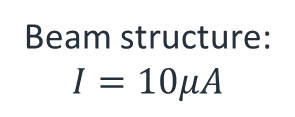 Beam structure:
I = 10μA